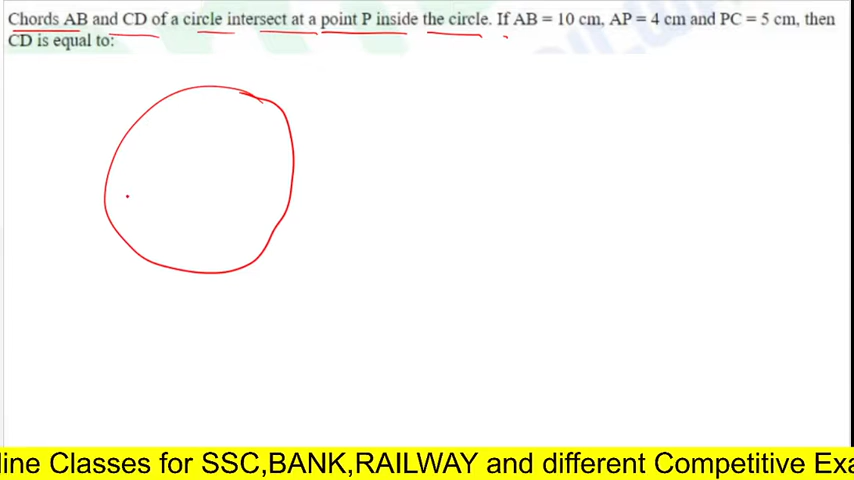 Chords AB and CD of a circle intersect at a point P inside the circle. If AB = 10 cm, AP = 4 cm and PC = 5 cm, then
CD is equal to:
line Classes for SSC,BANK,RAILWAY and different Competitive Exa